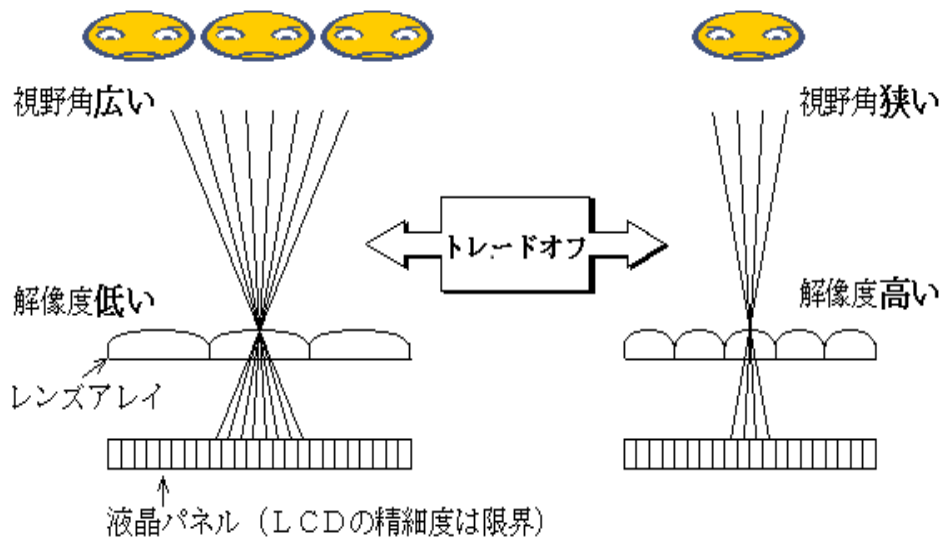 視野角広い
視野角狭い
トレードオフ
解像度低い
解像度高い
レンズアレイ
液晶パネル（ＬＣＤの精細度は限界）